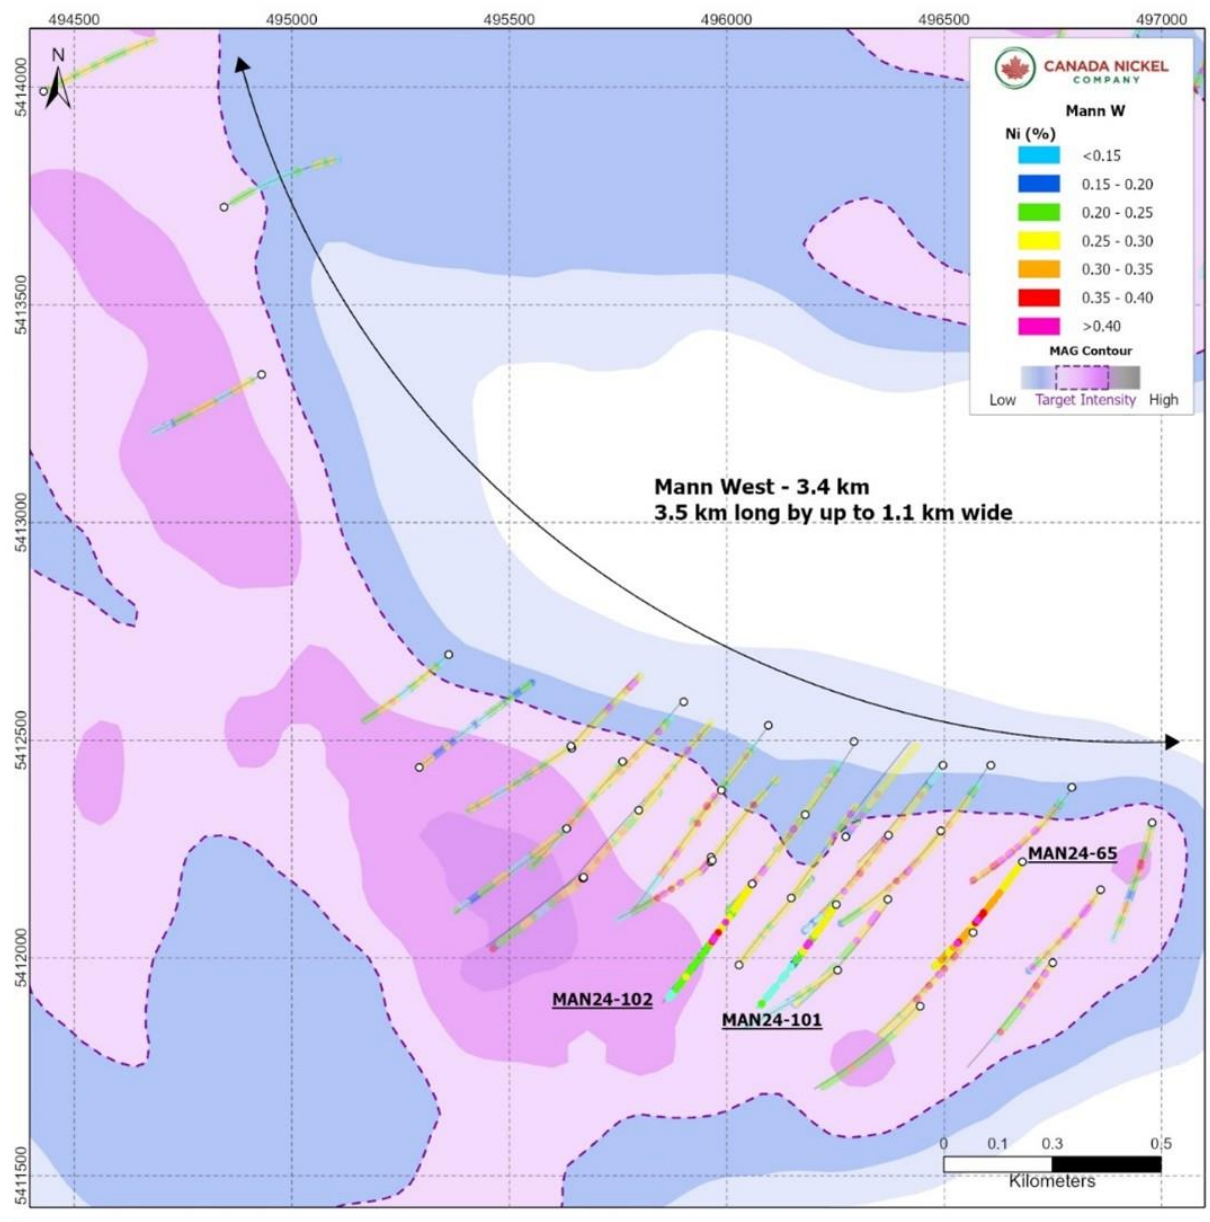 494500 495000 495500 496000 496500 497000
N
5414000
5413500
5413000
5412500
5412000
5411500
CANADA NICKEL
COMPANY
Mann W
Ni (%)
<0.15
0.15 - 0.20
0.20 - 0.25
0.25 - 0.30
0.30 - 0.35
0.35 - 0.40
>0.40
MAG Contour
Low Target Intensity High
Mann West - 3.4 km
3.5 km long by up to 1.1 km wide
MAN24-65
MAN24-102
MAN24-101
0 0.1 0.3 0.5
Kilometers